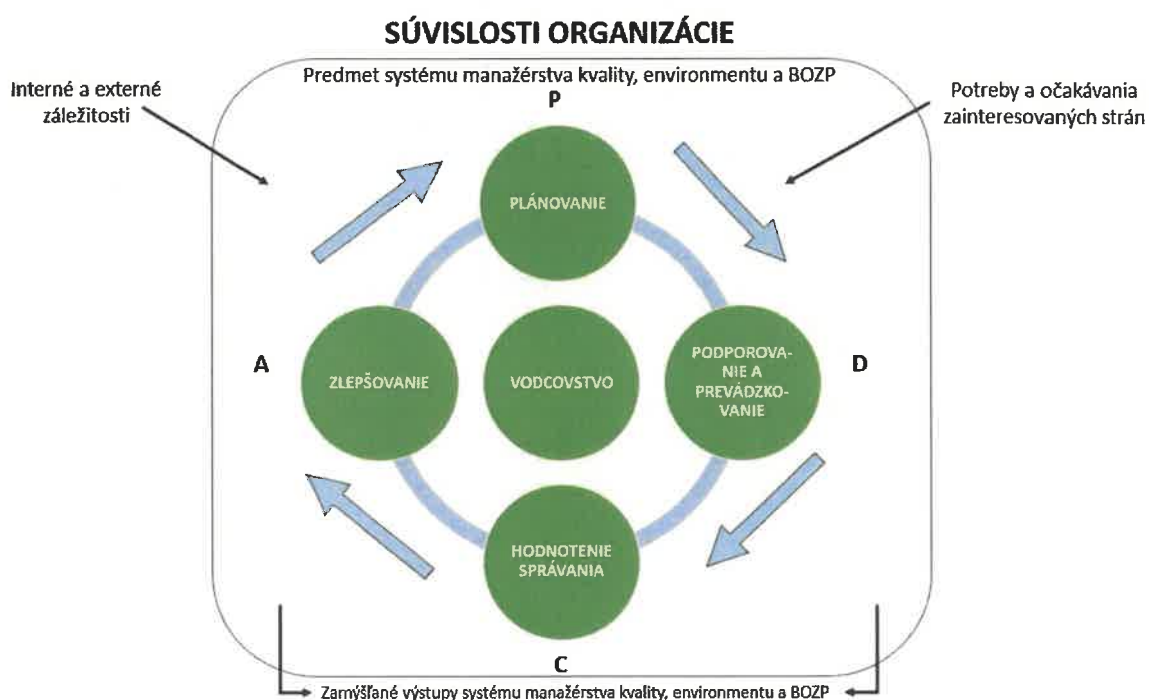 SÚVISLOSTI ORGANIZÁCIE
Predmet systému manažérstva kvality, environmentu a BOZP
Interné a externé
záležitosti
P
Potreby a očakávania
zainteresovaných strán
PLÁNOVANIE
A
ZLEPŠOVANIE
VODCOVSTVO
PODPOROVA-
NIE A
PREVÁDZKO-
VANIE
D
HODNOTENIE
SPRÁVANIA
C
Zamýšľané výstupy systému manažérstva kvality, environmentu a BOZP